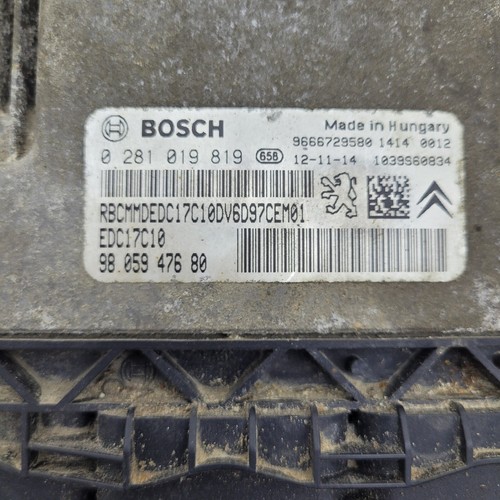 BOSCH
Made in Hungary
9666729580 1414 0012
0 281 019 819 658 12-11-14 1039S60834
RBCMMDEDC17C10DV6D97CEM01
EDC17C10
98 059 476 80